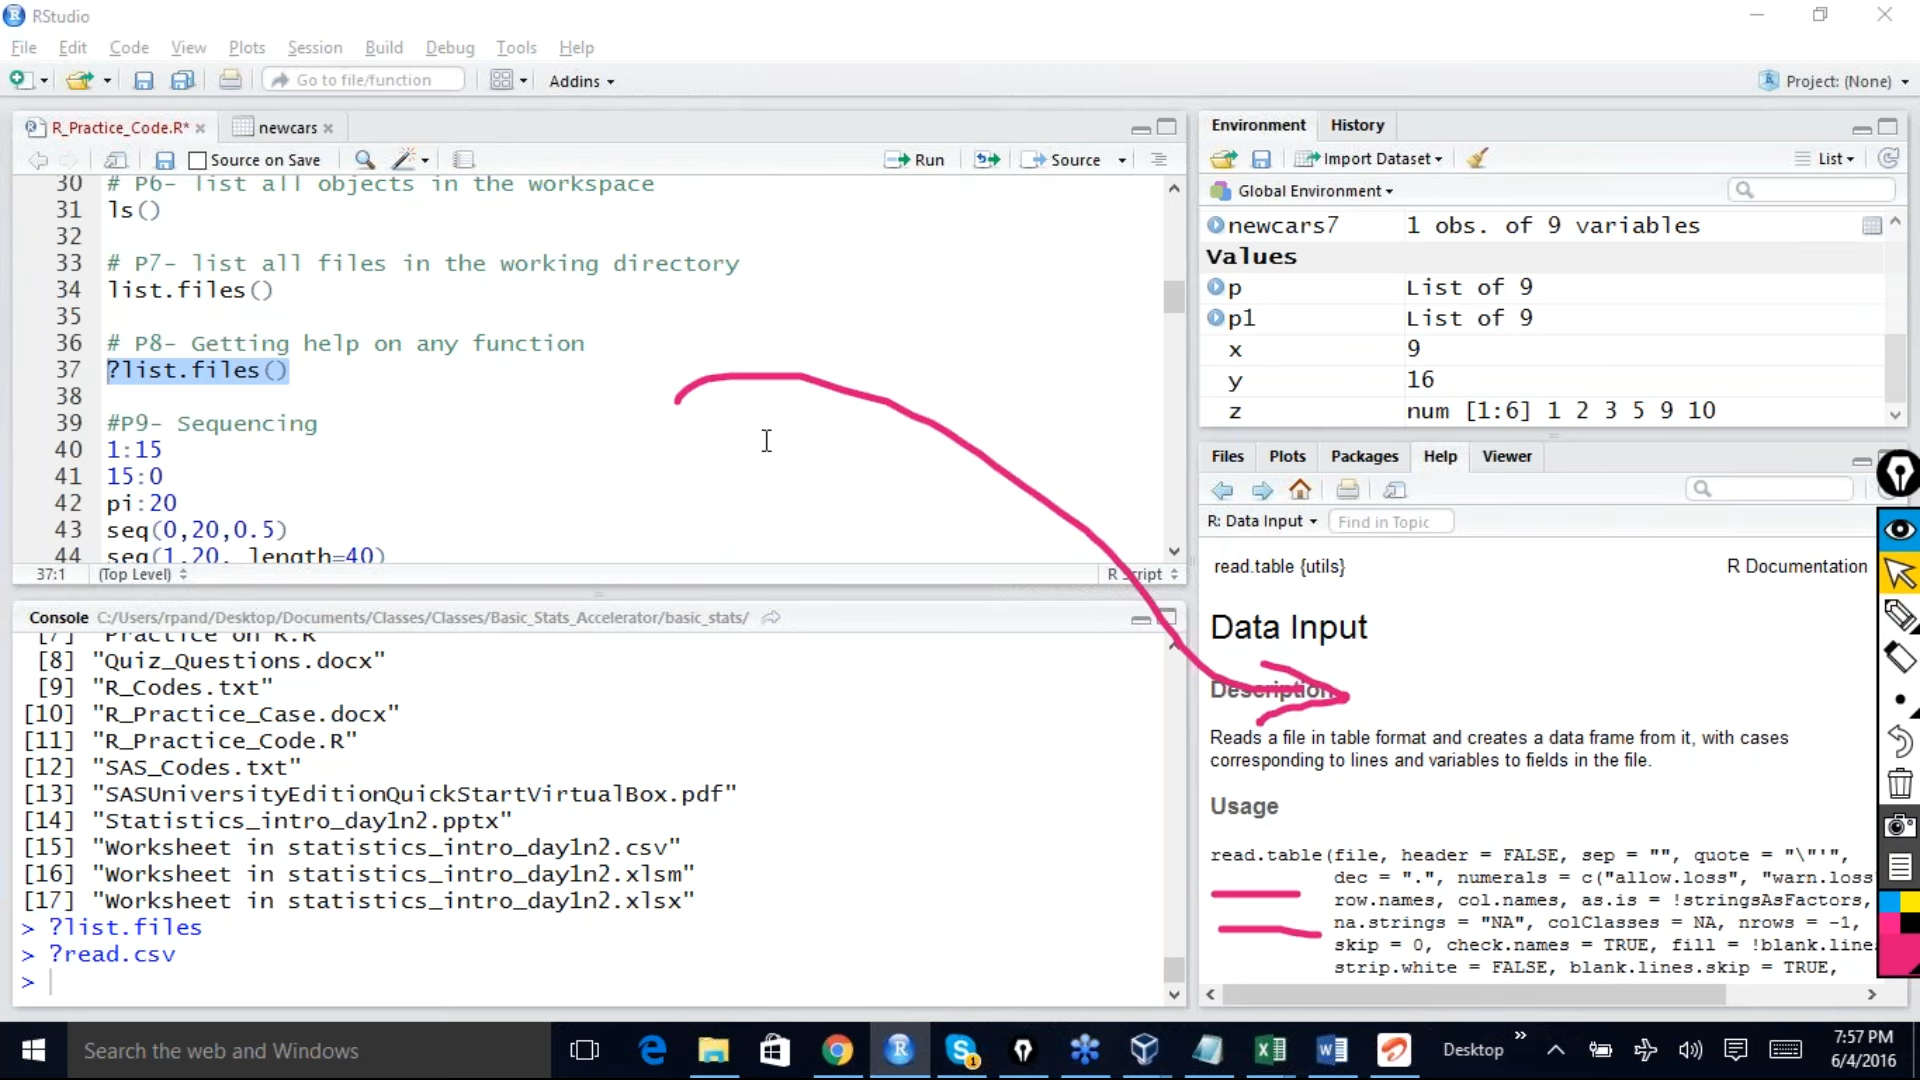 RStudio
File Edit Code View Plots Session Build Debug Tools Help
Go to file/function Addins Project: (None)
R_Practice_Code.R* newcars
Source on Save Run Source
30 # P6- list all objects in the workspace
31 ls()
32
33 # P7- list all files in the working directory
34 list.files()
35
36 # P8- Getting help on any function
37 ?list.files()
38
39 #P9- Sequencing
40 1:15
41 15:0
42 pi:20
43 seq(0,20,0.5)
44 seq(1,20, length=40)
37:1 (Top Level) R Script
Console C:/Users/rpand/Desktop/Documents/Classes/Classes/Basic_Stats_Accelerator/basic_stats/
[7] "Practice on R.R"
[8] "Quiz_Questions.docx"
[9] "R_Codes.txt"
[10] "R_Practice_Case.docx"
[11] "R_Practice_Code.R"
[12] "SAS_Codes.txt"
[13] "SASUniversityEditionQuickStartVirtualBox.pdf"
[14] "Statistics_intro_day1n2.pptx"
[15] "Worksheet in statistics_intro_day1n2.csv"
[16] "Worksheet in statistics_intro_day1n2.xlsm"
[17] "Worksheet in statistics_intro_day1n2.xlsx"
> ?list.files
> ?read.csv
>
Environment History
Import Dataset List
Global Environment
newcars7 1 obs. of 9 variables
Values
p List of 9
p1 List of 9
x 9
y 16
z num [1:6] 1 2 3 5 9 10
Files Plots Packages Help Viewer
R: Data Input Find in Topic
read.table {utils} R Documentation
Data Input
Description
Reads a file in table format and creates a data frame from it, with cases
corresponding to lines and variables to fields in the file.
Usage
read.table(file, header = FALSE, sep = "", quote = "\"'",
dec = ".", numerals = c("allow.loss", "warn.loss
row.names, col.names, as.is = !stringsAsFactors,
na.strings = "NA", colClasses = NA, nrows = -1,
skip = 0, check.names = TRUE, fill = !blank.line
strip.white = FALSE, blank.lines.skip = TRUE,
Search the web and Windows
Desktop
7:57 PM
6/4/2016